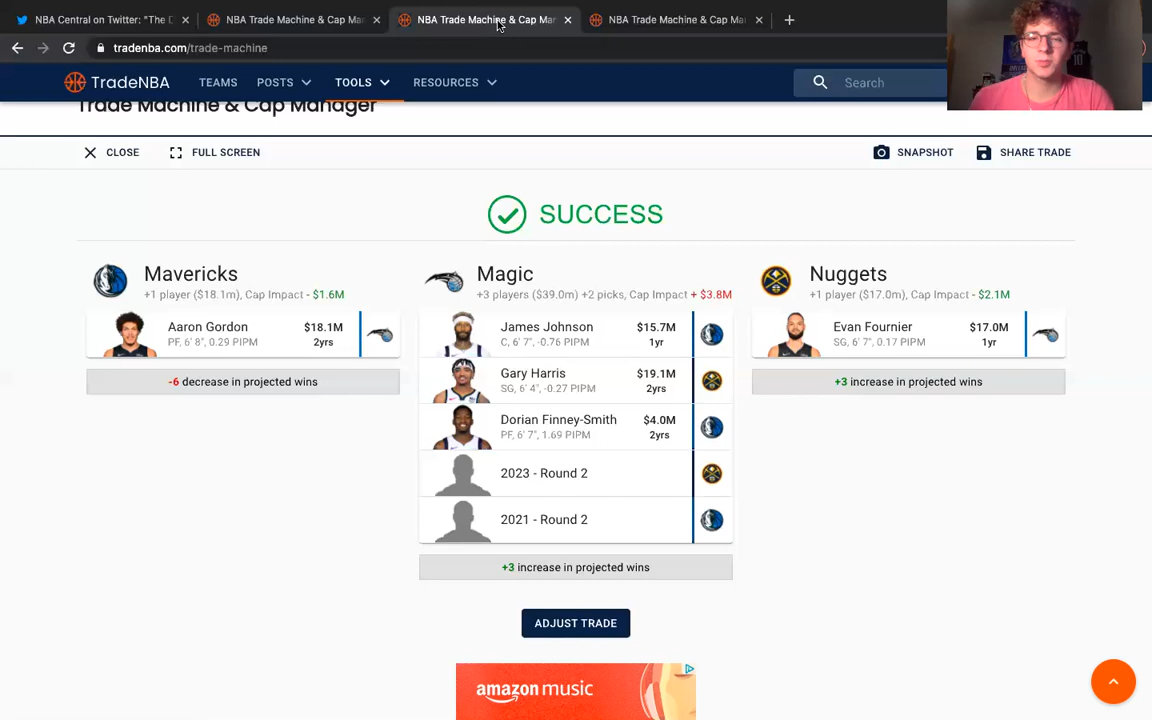 NBA Central on Twitter: "The D
NBA Trade Machine & Cap Mar
NBA Trade Machine & Cap Mar
NBA Trade Machine & Cap Ma
tradenba.com/trade-machine
TradeNBA
TEAMS
POSTS
TOOLS
RESOURCES
Search
Trade Machine & Cap Manager
CLOSE
FULL SCREEN
SNAPSHOT
SHARE TRADE
SUCCESS
Mavericks
+1 player ($18.1m), Cap Impact - $1.6M
Aaron Gordon
$18.1M
PF, 6' 8", 0.29 PIPM
2yrs
-6 decrease in projected wins
Magic
+3 players ($39.0m) +2 picks, Cap Impact + $3.8M
James Johnson
$15.7M
C, 6' 7", -0.76 PIPM
1yr
Gary Harris
$19.1M
SG, 6' 4", -0.27 PIPM
2yrs
Dorian Finney-Smith
$4.0M
PF, 6' 7", 1.69 PIPM
2yrs
2023 - Round 2
2021 - Round 2
+3 increase in projected wins
Nuggets
+1 player ($17.0m), Cap Impact - $2.1M
Evan Fournier
$17.0M
SG, 6' 7", 0.17 PIPM
1yr
+3 increase in projected wins
ADJUST TRADE
amazon music